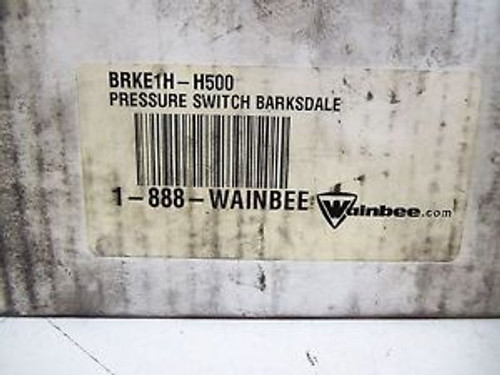 BRKE1H-H500
PRESSURE SWITCH BARKSDALE
1-888-WAINBEE Wainbee.com